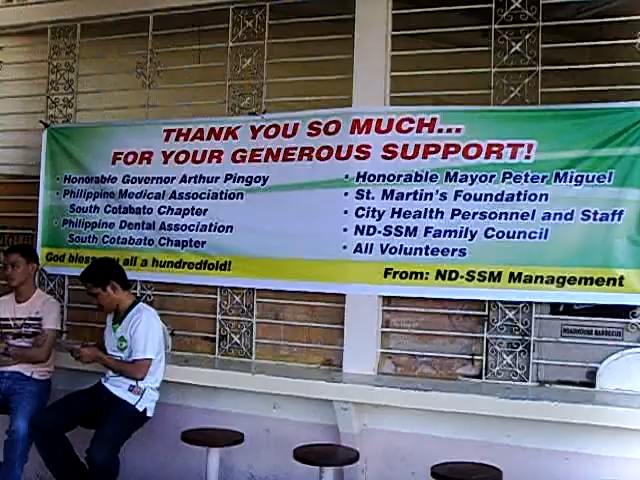 THANK YOU SO MUCH...
FOR YOUR GENEROUS SUPPORT!
• Honorable Governor Arthur Pingoy
• Philippine Medical Association
South Cotabato Chapter
• Philippine Dental Association
South Cotabato Chapter
• Honorable Mayor Peter Miguel
• St. Martin's Foundation
• City Health Personnel and Staff
• ND-SSM Family Council
• All Volunteers
God bless you all a hundredfold!
From: ND-SSM Management